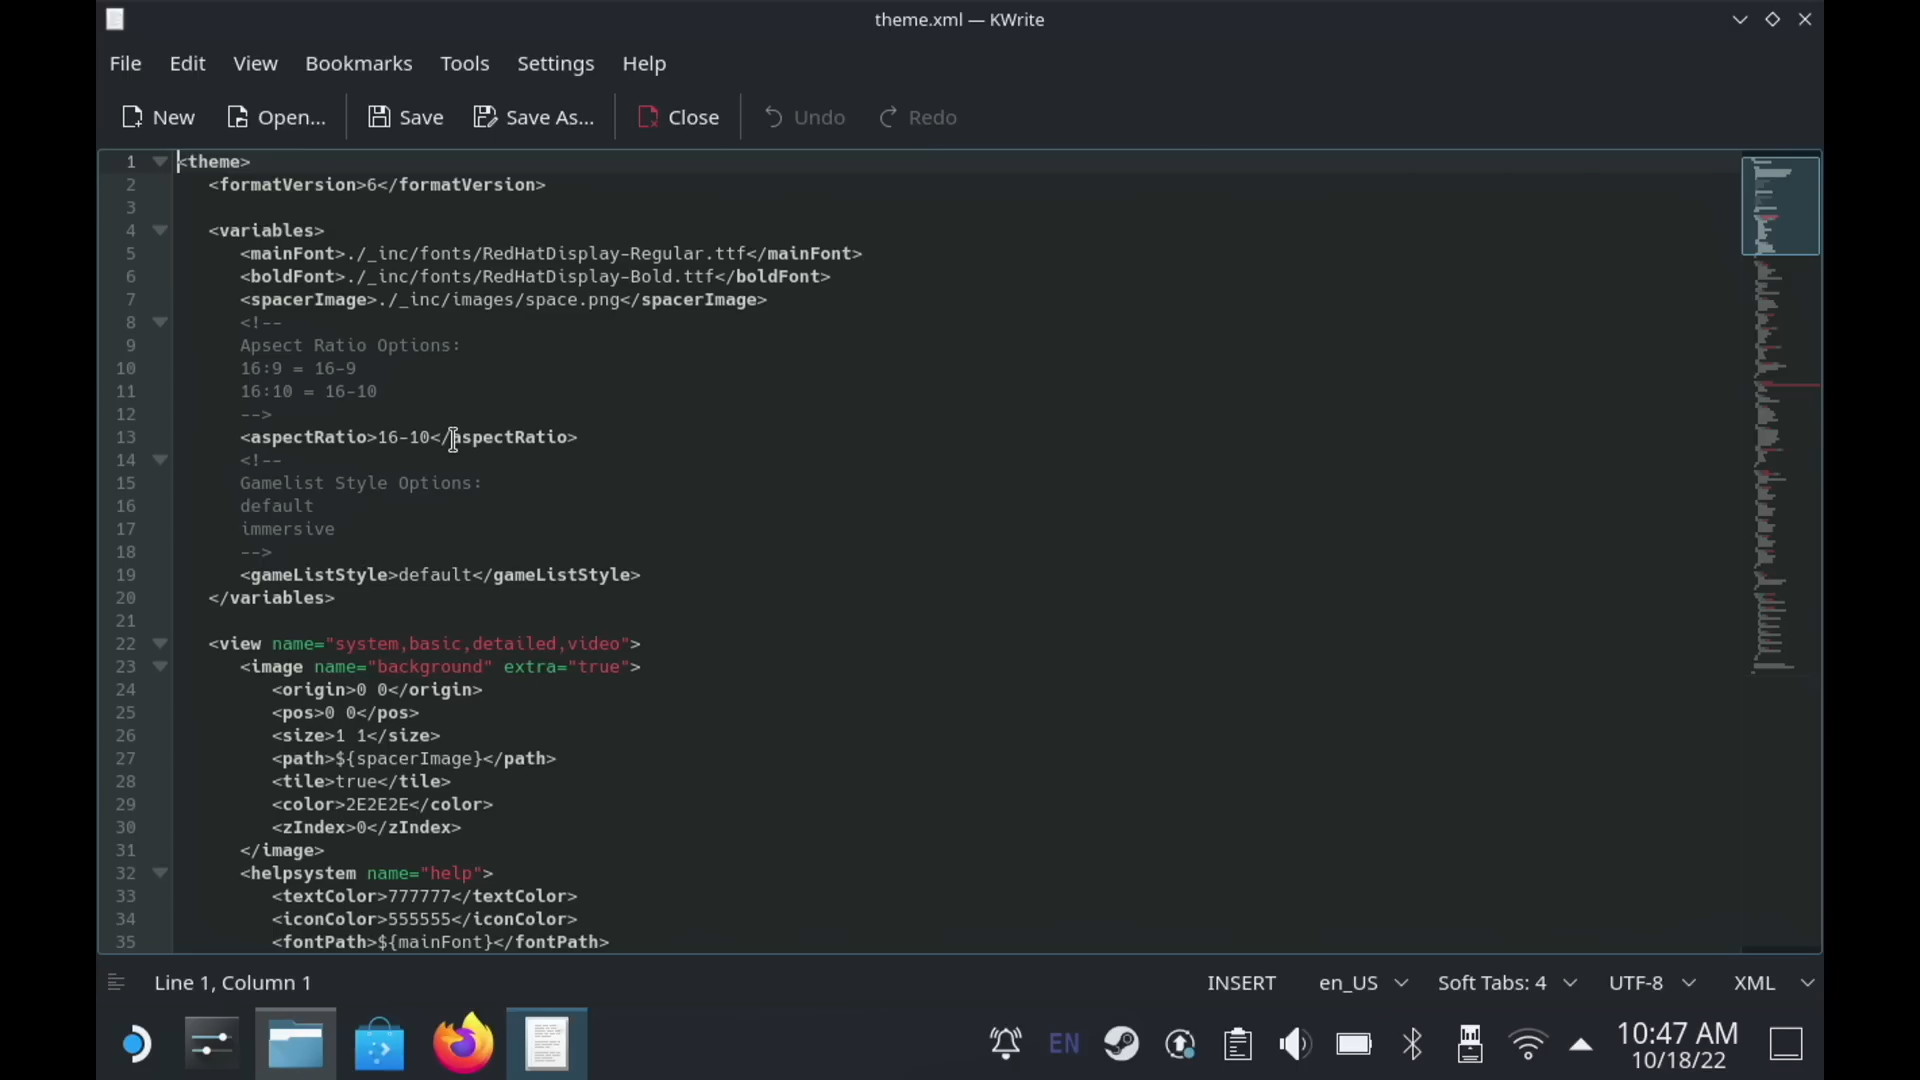 theme.xml — KWrite
File Edit View Bookmarks Tools Settings Help
New Open... Save Save As... Close Undo Redo
1 <theme>
2 <formatVersion>6</formatVersion>
3
4 <variables>
5 <mainFont>./_inc/fonts/RedHatDisplay-Regular.ttf</mainFont>
6 <boldFont>./_inc/fonts/RedHatDisplay-Bold.ttf</boldFont>
7 <spacerImage>./_inc/images/space.png</spacerImage>
8 <!--
9 Apsect Ratio Options:
10 16:9 = 16-9
11 16:10 = 16-10
12 -->
13 <aspectRatio>16-10</aspectRatio>
14 <!--
15 Gamelist Style Options:
16 default
17 immersive
18 -->
19 <gameListStyle>default</gameListStyle>
20 </variables>
21
22 <view name="system,basic,detailed,video">
23 <image name="background" extra="true">
24 <origin>0 0</origin>
25 <pos>0 0</pos>
26 <size>1 1</size>
27 <path>${spacerImage}</path>
28 <tile>true</tile>
29 <color>2E2E2E</color>
30 <zIndex>0</zIndex>
31 </image>
32 <helpsystem name="help">
33 <textColor>777777</textColor>
34 <iconColor>555555</iconColor>
35 <fontPath>${mainFont}</fontPath>
Line 1, Column 1 INSERT en_US Soft Tabs: 4 UTF-8 XML
EN 10:47 AM
10/18/22